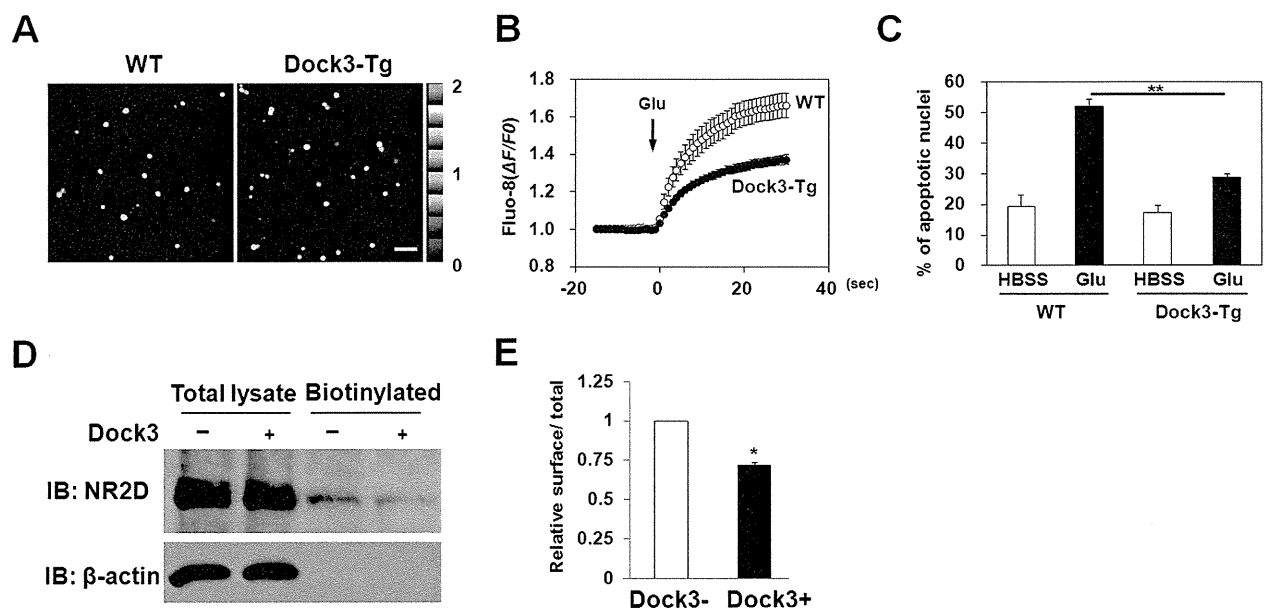 A
WT
Dock3-Tg
2
1
0
B
Fluo-8(ΔF/F0)
1.8
1.6
1.4
1.2
1.0
0.8
Glu
WT
Dock3-Tg
-20
0
20
40
(sec)
C
% of apoptotic nuclei
60
50
40
30
20
10
0
**
HBSS
Glu
HBSS
Glu
WT
Dock3-Tg
D
Total lysate
Biotinylated
Dock3
−
+
−
+
IB: NR2D
IB: β-actin
E
Relative surface/ total
1.25
1
0.75
0.5
0.25
0
*
Dock3-
Dock3+